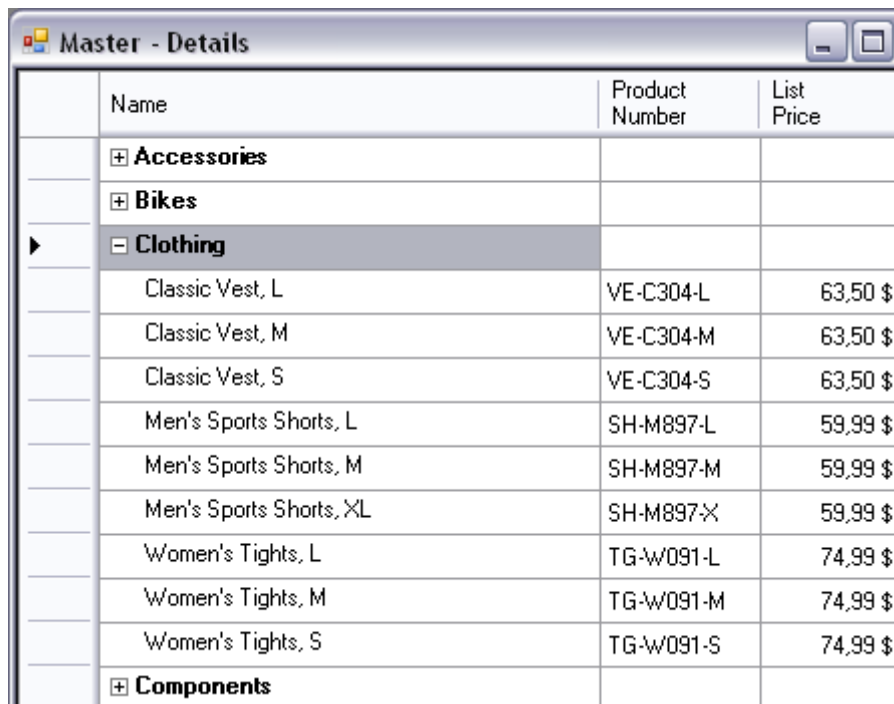 Master - Details
Name Product Number List Price
Accessories
Bikes
Clothing
Classic Vest, L VE-C304-L 63,50 $
Classic Vest, M VE-C304-M 63,50 $
Classic Vest, S VE-C304-S 63,50 $
Men's Sports Shorts, L SH-M897-L 59,99 $
Men's Sports Shorts, M SH-M897-M 59,99 $
Men's Sports Shorts, XL SH-M897-X 59,99 $
Women's Tights, L TG-W091-L 74,99 $
Women's Tights, M TG-W091-M 74,99 $
Women's Tights, S TG-W091-S 74,99 $
Components